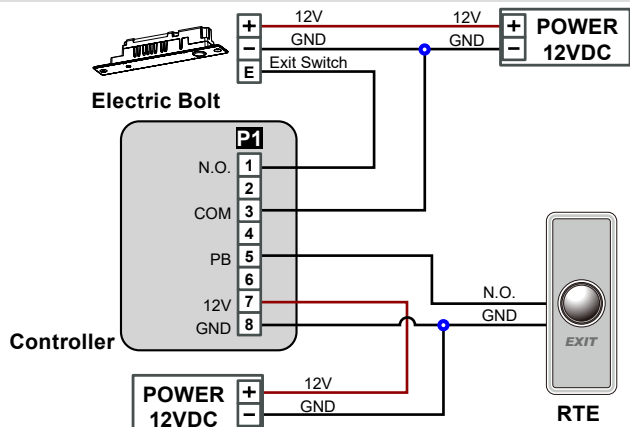 + 12V 12V + POWER
- GND GND - 12VDC
E Exit Switch
Electric Bolt
P1
N.O. 1
2
COM 3
4
PB 5
6
12V 7
GND 8
Controller
N.O.
GND
EXIT
RTE
POWER + 12V
12VDC - GND